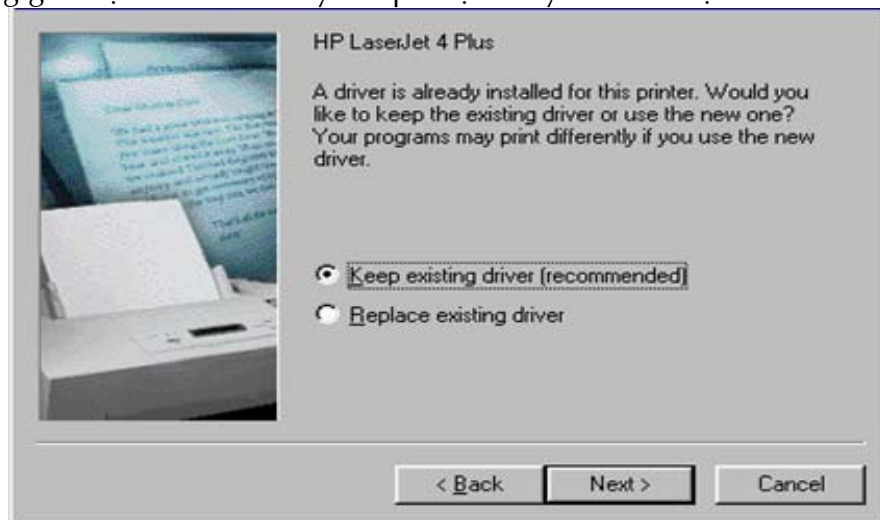 HP LaserJet 4 Plus
A driver is already installed for this printer. Would you
like to keep the existing driver or use the new one?
Your programs may print differently if you use the new
driver.
Keep existing driver (recommended)
Replace existing driver
< Back
Next >
Cancel